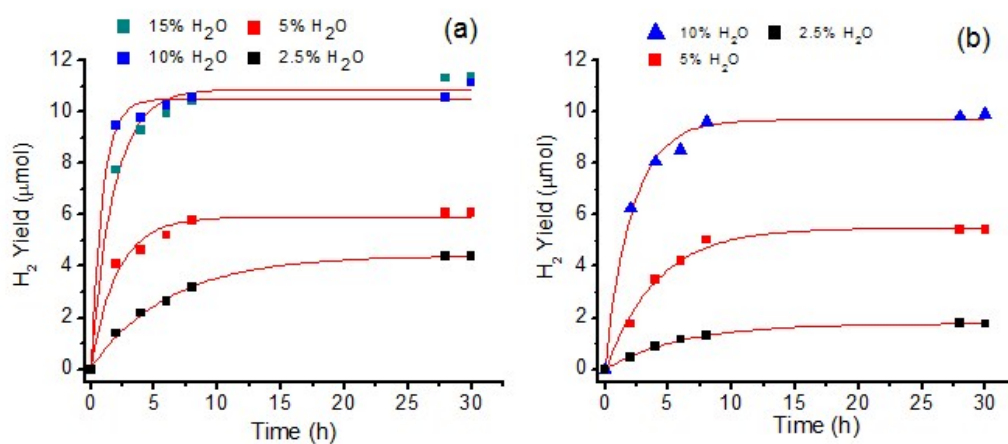 15% H₂O 5% H₂O (a)
10% H₂O 2.5% H₂O
12
10
8
6
4
2
0
H₂ Yield (µmol)
0 5 10 15 20 25 30
Time (h)
10% H₂O 2.5% H₂O (b)
5% H₂O
12
10
8
6
4
2
0
H₂ Yield (µmol)
0 5 10 15 20 25 30
Time (h)